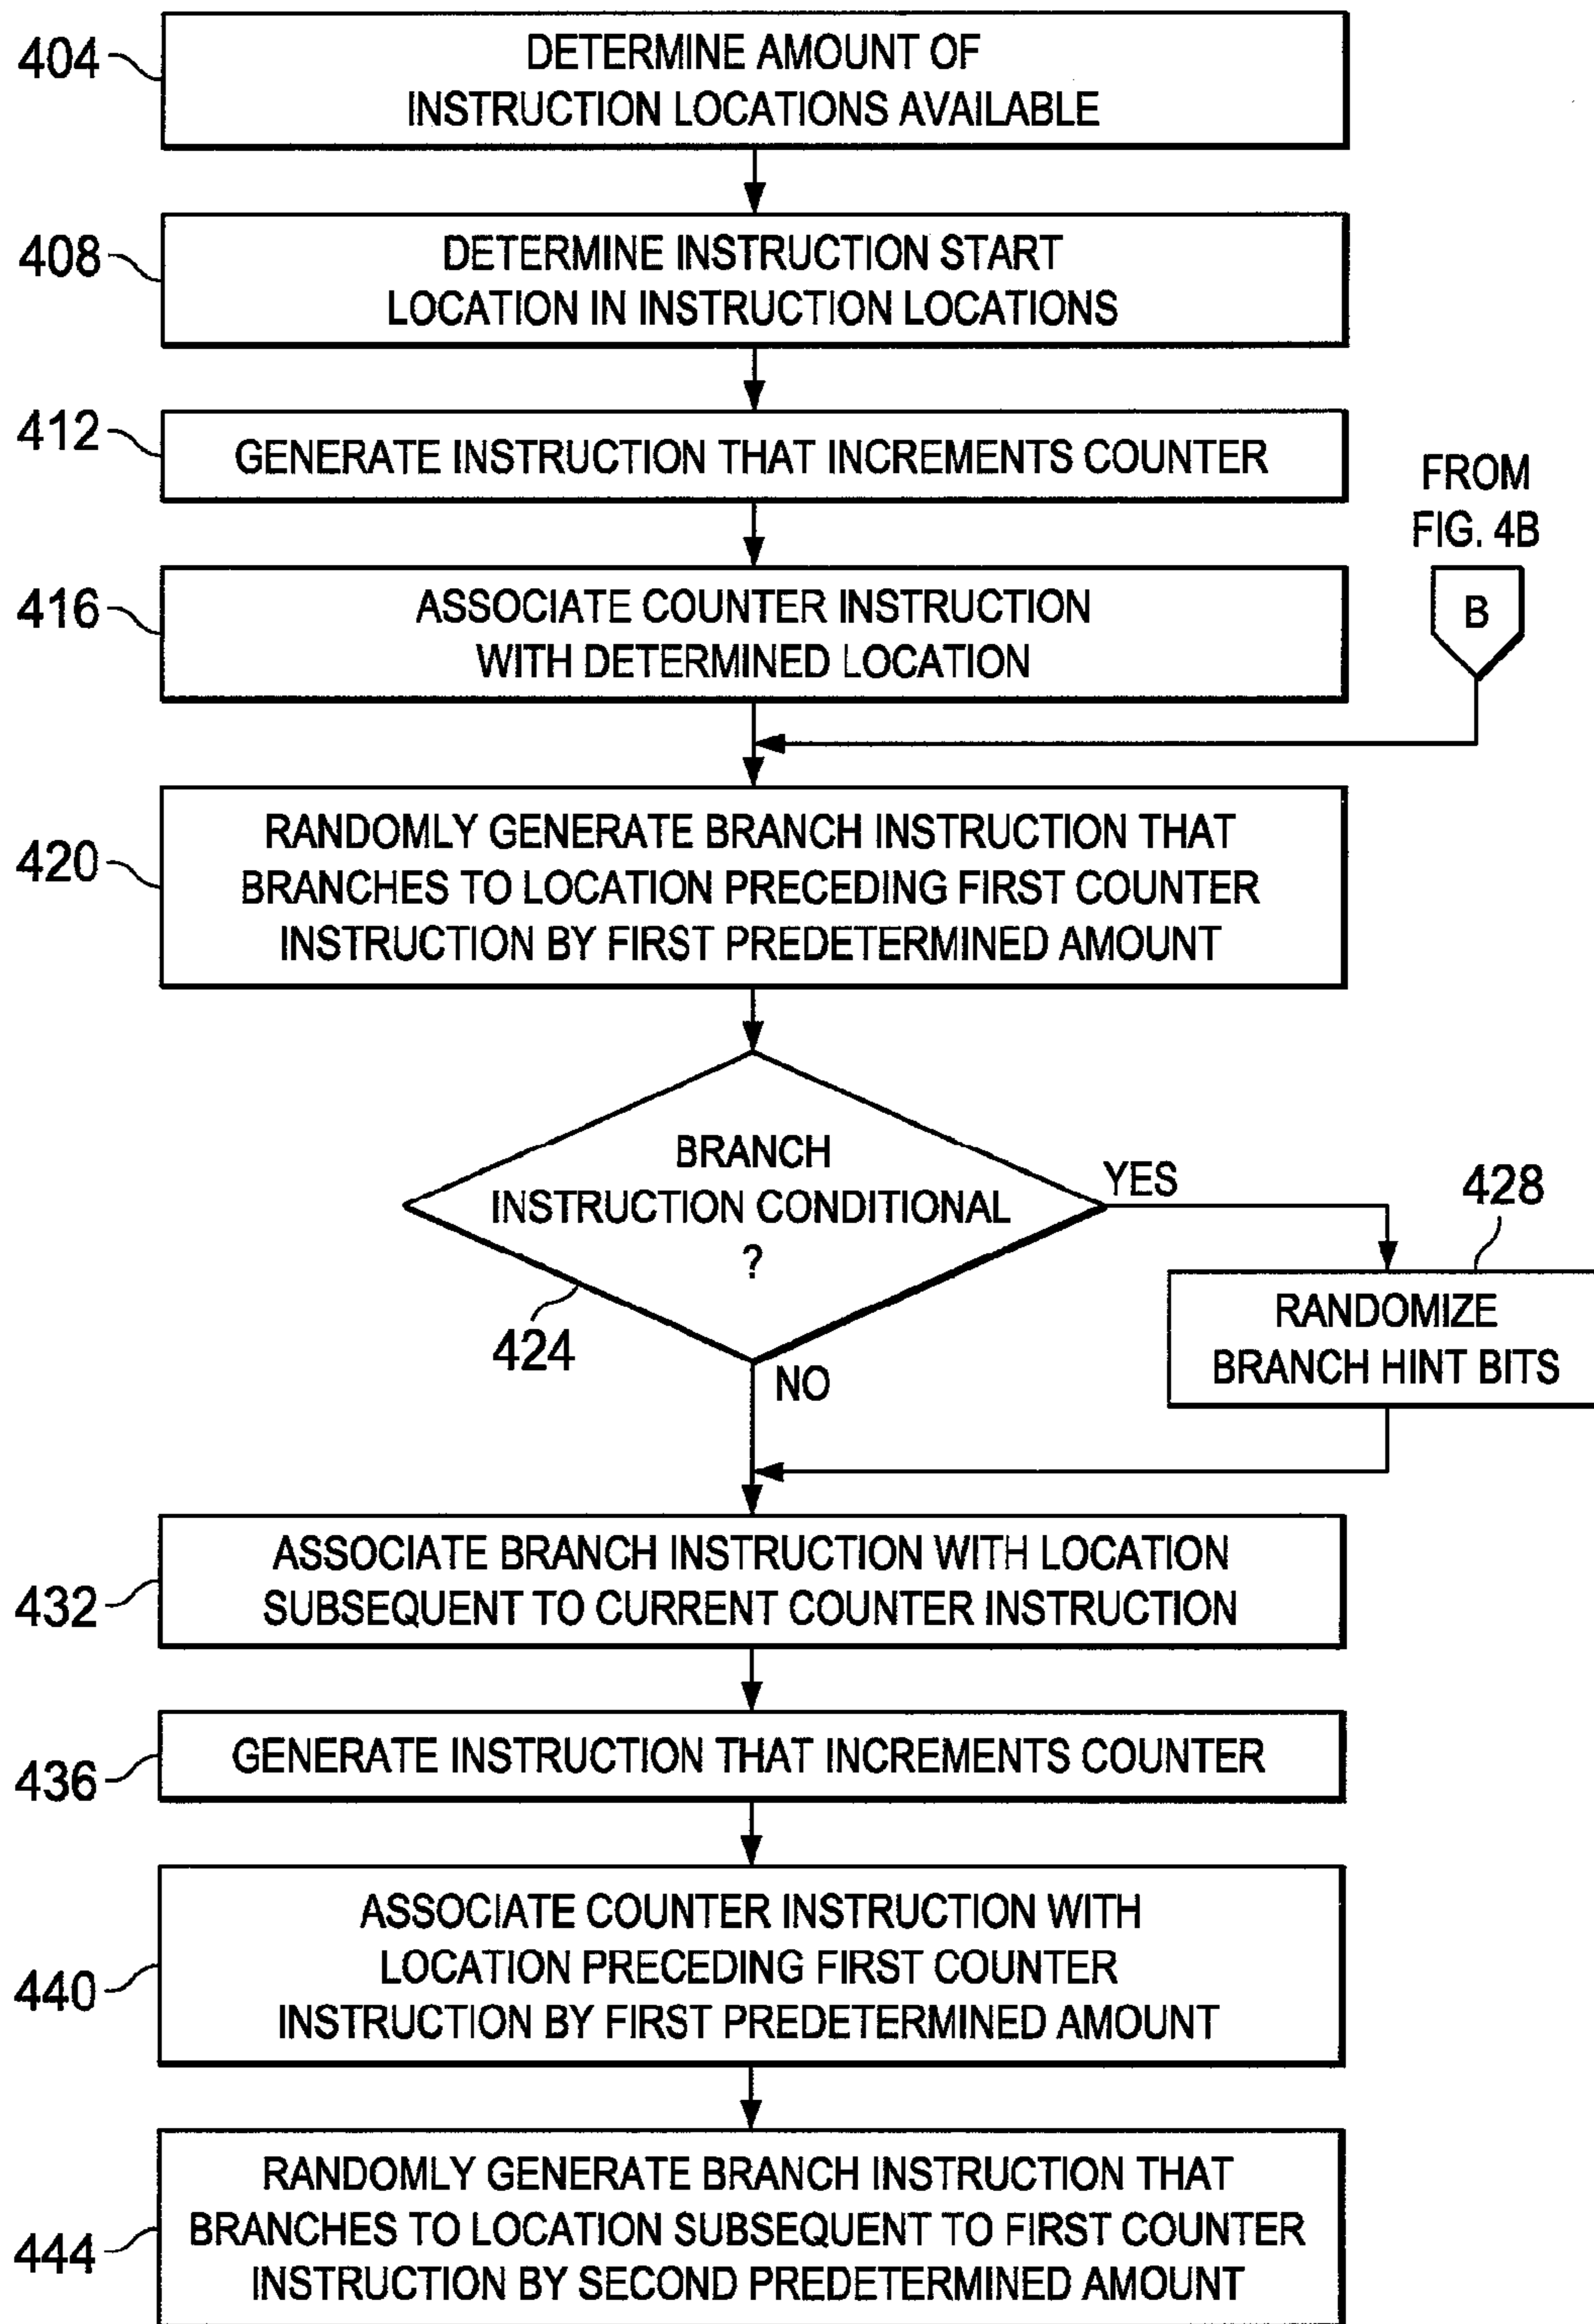 404
DETERMINE AMOUNT OF
INSTRUCTION LOCATIONS AVAILABLE
408
DETERMINE INSTRUCTION START
LOCATION IN INSTRUCTION LOCATIONS
412
GENERATE INSTRUCTION THAT INCREMENTS COUNTER
FROM
FIG. 4B
B
416
ASSOCIATE COUNTER INSTRUCTION
WITH DETERMINED LOCATION
420
RANDOMLY GENERATE BRANCH INSTRUCTION THAT
BRANCHES TO LOCATION PRECEDING FIRST COUNTER
INSTRUCTION BY FIRST PREDETERMINED AMOUNT
BRANCH
INSTRUCTION CONDITIONAL
?
424
YES
NO
428
RANDOMIZE
BRANCH HINT BITS
432
ASSOCIATE BRANCH INSTRUCTION WITH LOCATION
SUBSEQUENT TO CURRENT COUNTER INSTRUCTION
436
GENERATE INSTRUCTION THAT INCREMENTS COUNTER
440
ASSOCIATE COUNTER INSTRUCTION WITH
LOCATION PRECEDING FIRST COUNTER
INSTRUCTION BY FIRST PREDETERMINED AMOUNT
444
RANDOMLY GENERATE BRANCH INSTRUCTION THAT
BRANCHES TO LOCATION SUBSEQUENT TO FIRST COUNTER
INSTRUCTION BY SECOND PREDETERMINED AMOUNT